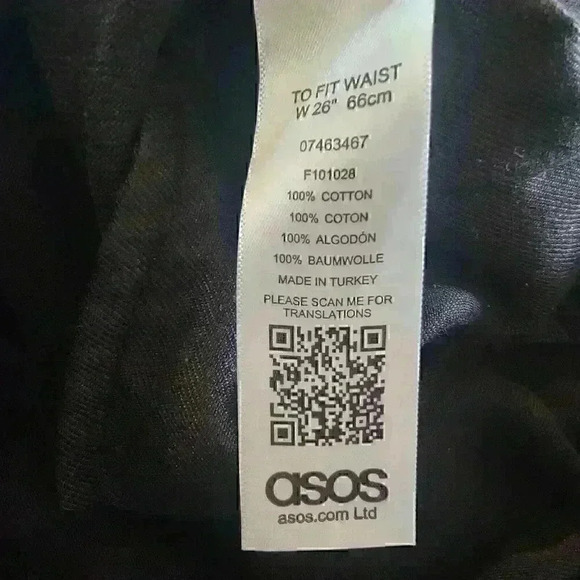 TO FIT WAIST
W 26" 66cm
07463467
F101028
100% COTTON
100% COTON
100% ALGODÓN
100% BAUMWOLLE
MADE IN TURKEY
PLEASE SCAN ME FOR
TRANSLATIONS
asos
asos.com Ltd